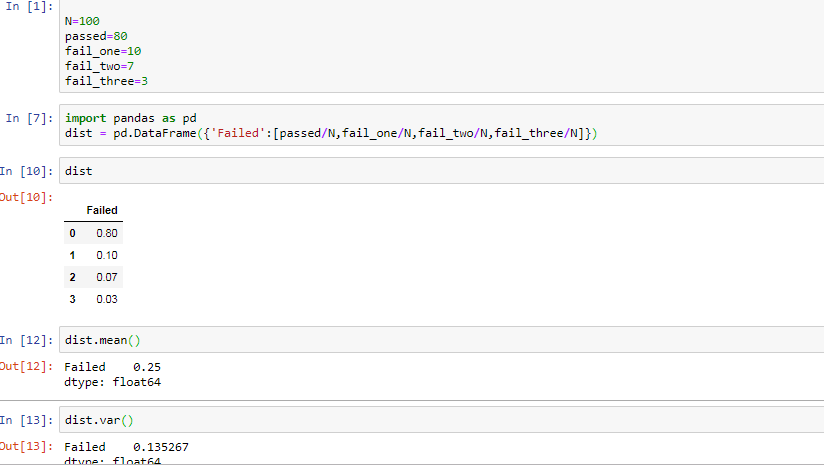 In [1]:
N=100
passed=80
fail_one=10
fail_two=7
fail_three=3
In [7]: import pandas as pd
dist = pd.DataFrame({'Failed':[passed/N,fail_one/N,fail_two/N,fail_three/N]})
In [10]: dist
Out[10]:
Failed
0 0.80
1 0.10
2 0.07
3 0.03
In [12]: dist.mean()
Out[12]: Failed 0.25
dtype: float64
In [13]: dist.var()
Out[13]: Failed 0.135267
dtype: float64